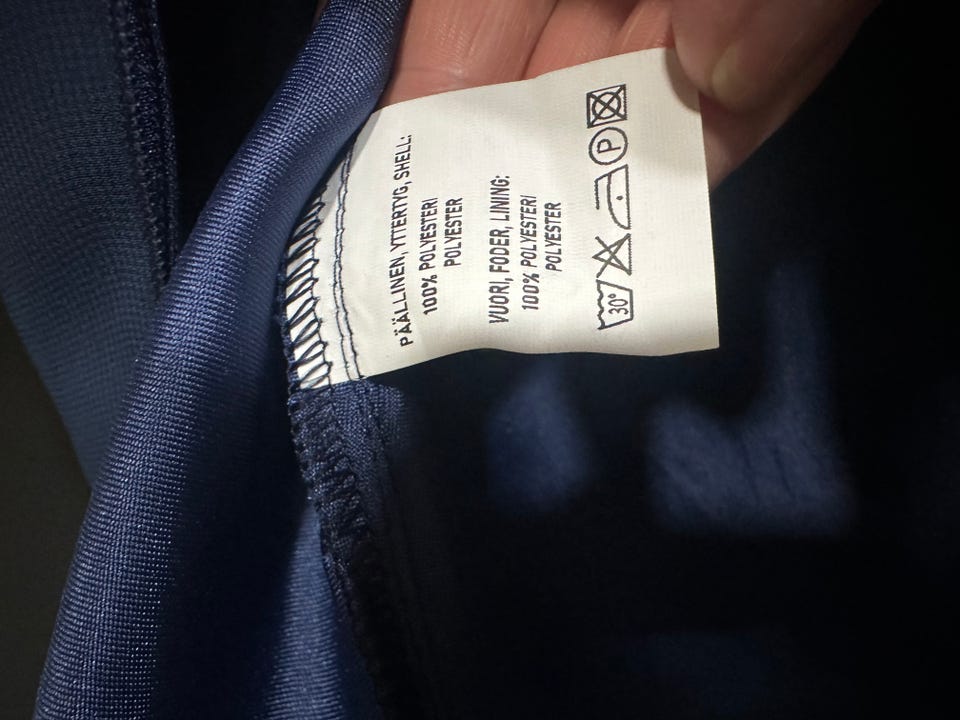 PÄÄLLINEN, YTTERTYG, SHELL:
100% POLYESTERI
POLYESTER
VUORI, FODER, LINING:
100% POLYESTERI
POLYESTER
30° P